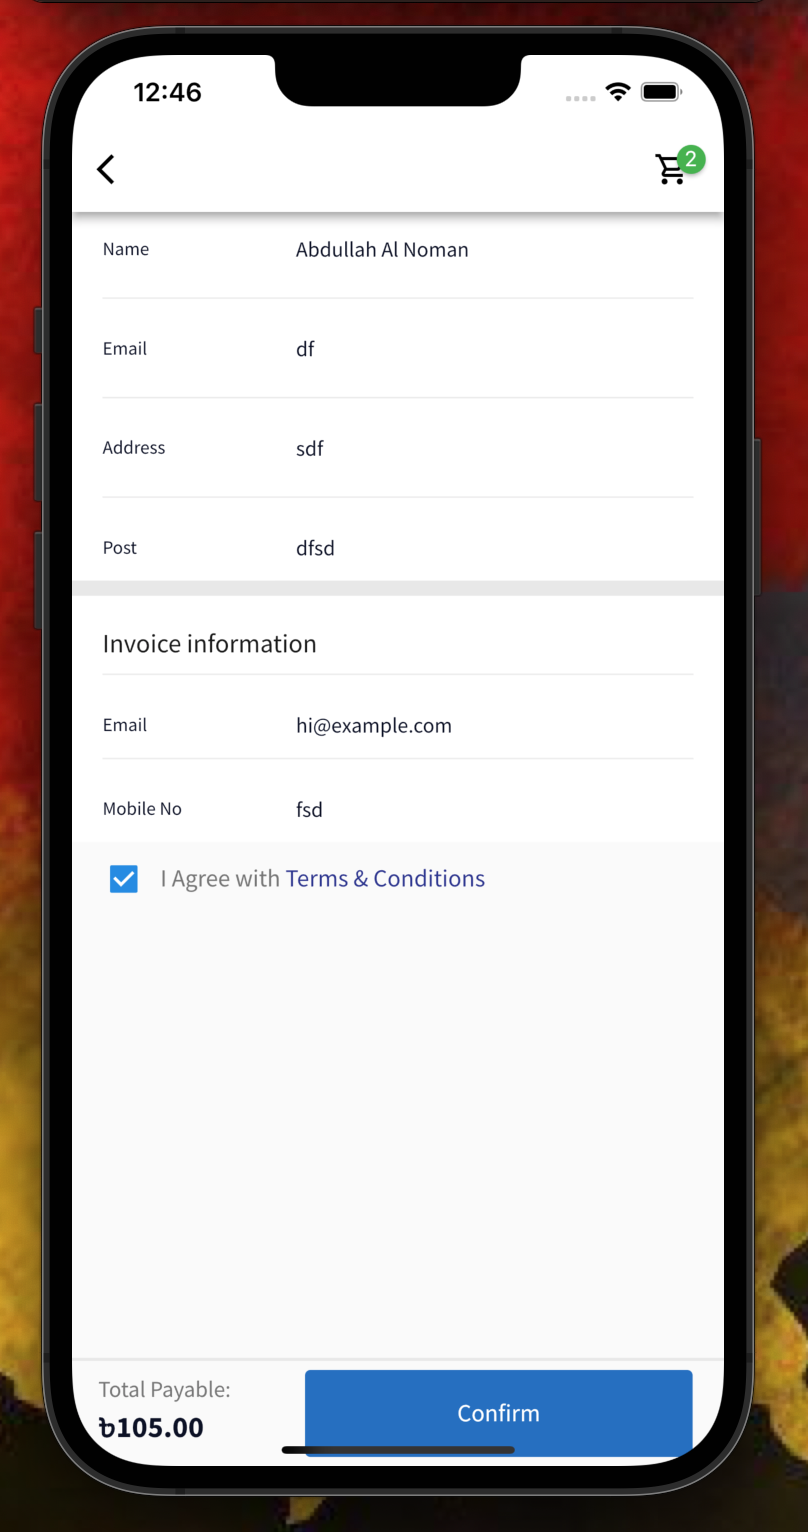 12:46
2
Name Abdullah Al Noman
Email df
Address sdf
Post dfsd
Invoice information
Email hi@example.com
Mobile No fsd
I Agree with Terms & Conditions
Total Payable:
৳105.00
Confirm